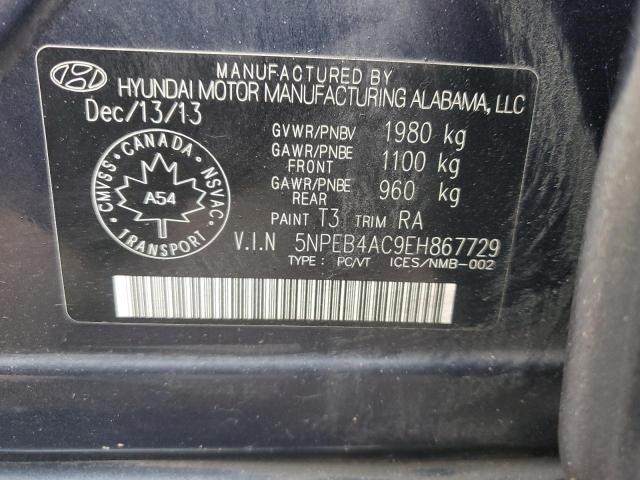 MANUFACTURED BY
HYUNDAI MOTOR MANUFACTURING ALABAMA, LLC
Dec/13/13
GVWR/PNBV 1980 kg
GAWR/PNBE FRONT 1100 kg
GAWR/PNBE REAR 960 kg
PAINT T3 TRIM RA
CMVSS · CANADA · NSVAC
A54
TRANSPORT
V.I.N 5NPEB4AC9EH867729
TYPE: PC/VT ICES/NMB-002